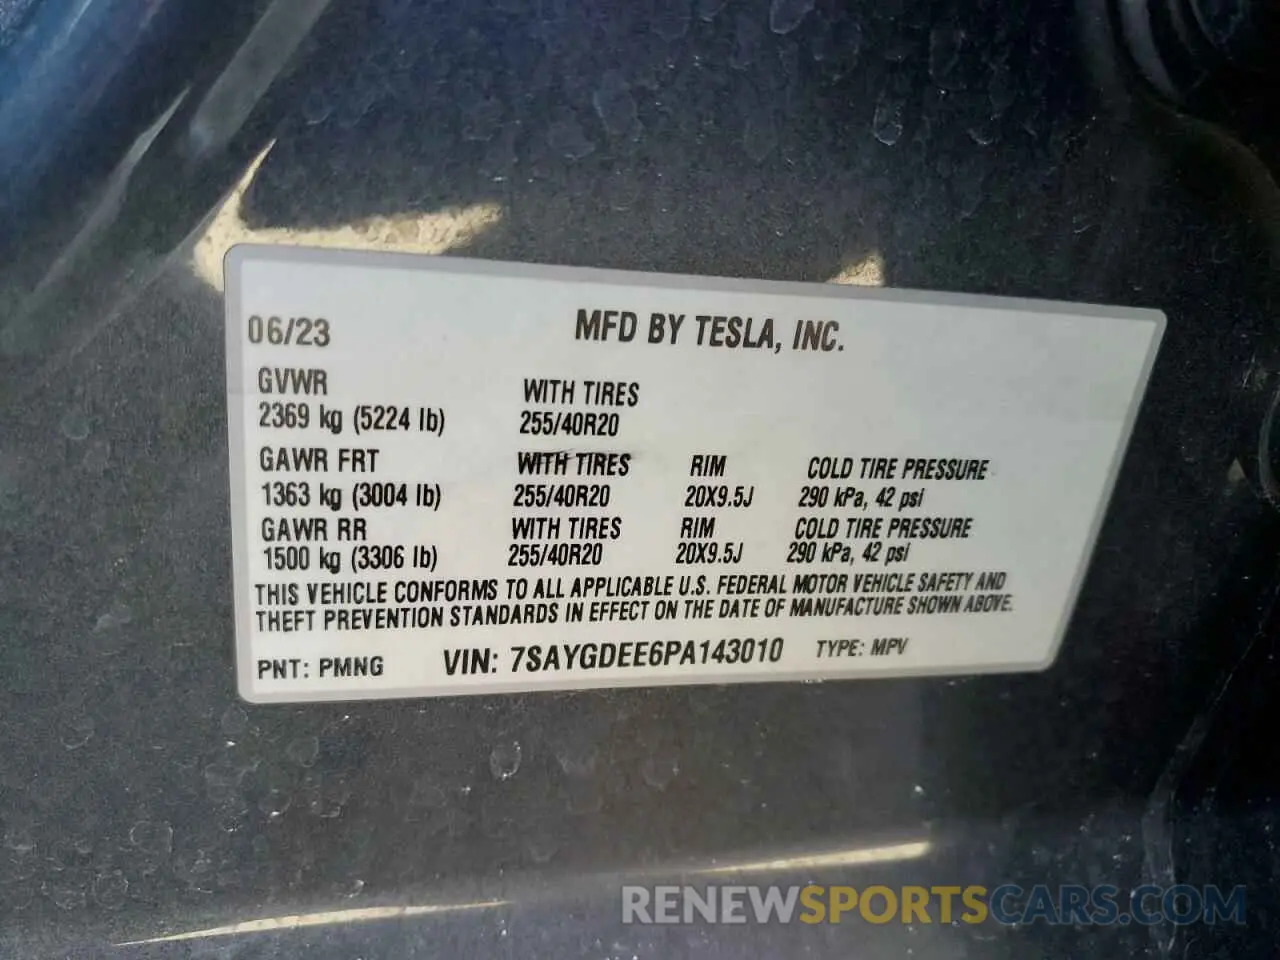 06/23 MFD BY TESLA, INC.
GVWR WITH TIRES
2369 kg (5224 lb) 255/40R20
GAWR FRT WITH TIRES RIM COLD TIRE PRESSURE
1363 kg (3004 lb) 255/40R20 20X9.5J 290 kPa, 42 psi
GAWR RR WITH TIRES RIM COLD TIRE PRESSURE
1500 kg (3306 lb) 255/40R20 20X9.5J 290 kPa, 42 psi
THIS VEHICLE CONFORMS TO ALL APPLICABLE U.S. FEDERAL MOTOR VEHICLE SAFETY AND
THEFT PREVENTION STANDARDS IN EFFECT ON THE DATE OF MANUFACTURE SHOWN ABOVE.
PNT: PMNG VIN: 7SAYGDEE6PA143010 TYPE: MPV
RENEWSPORTSCARS.COM